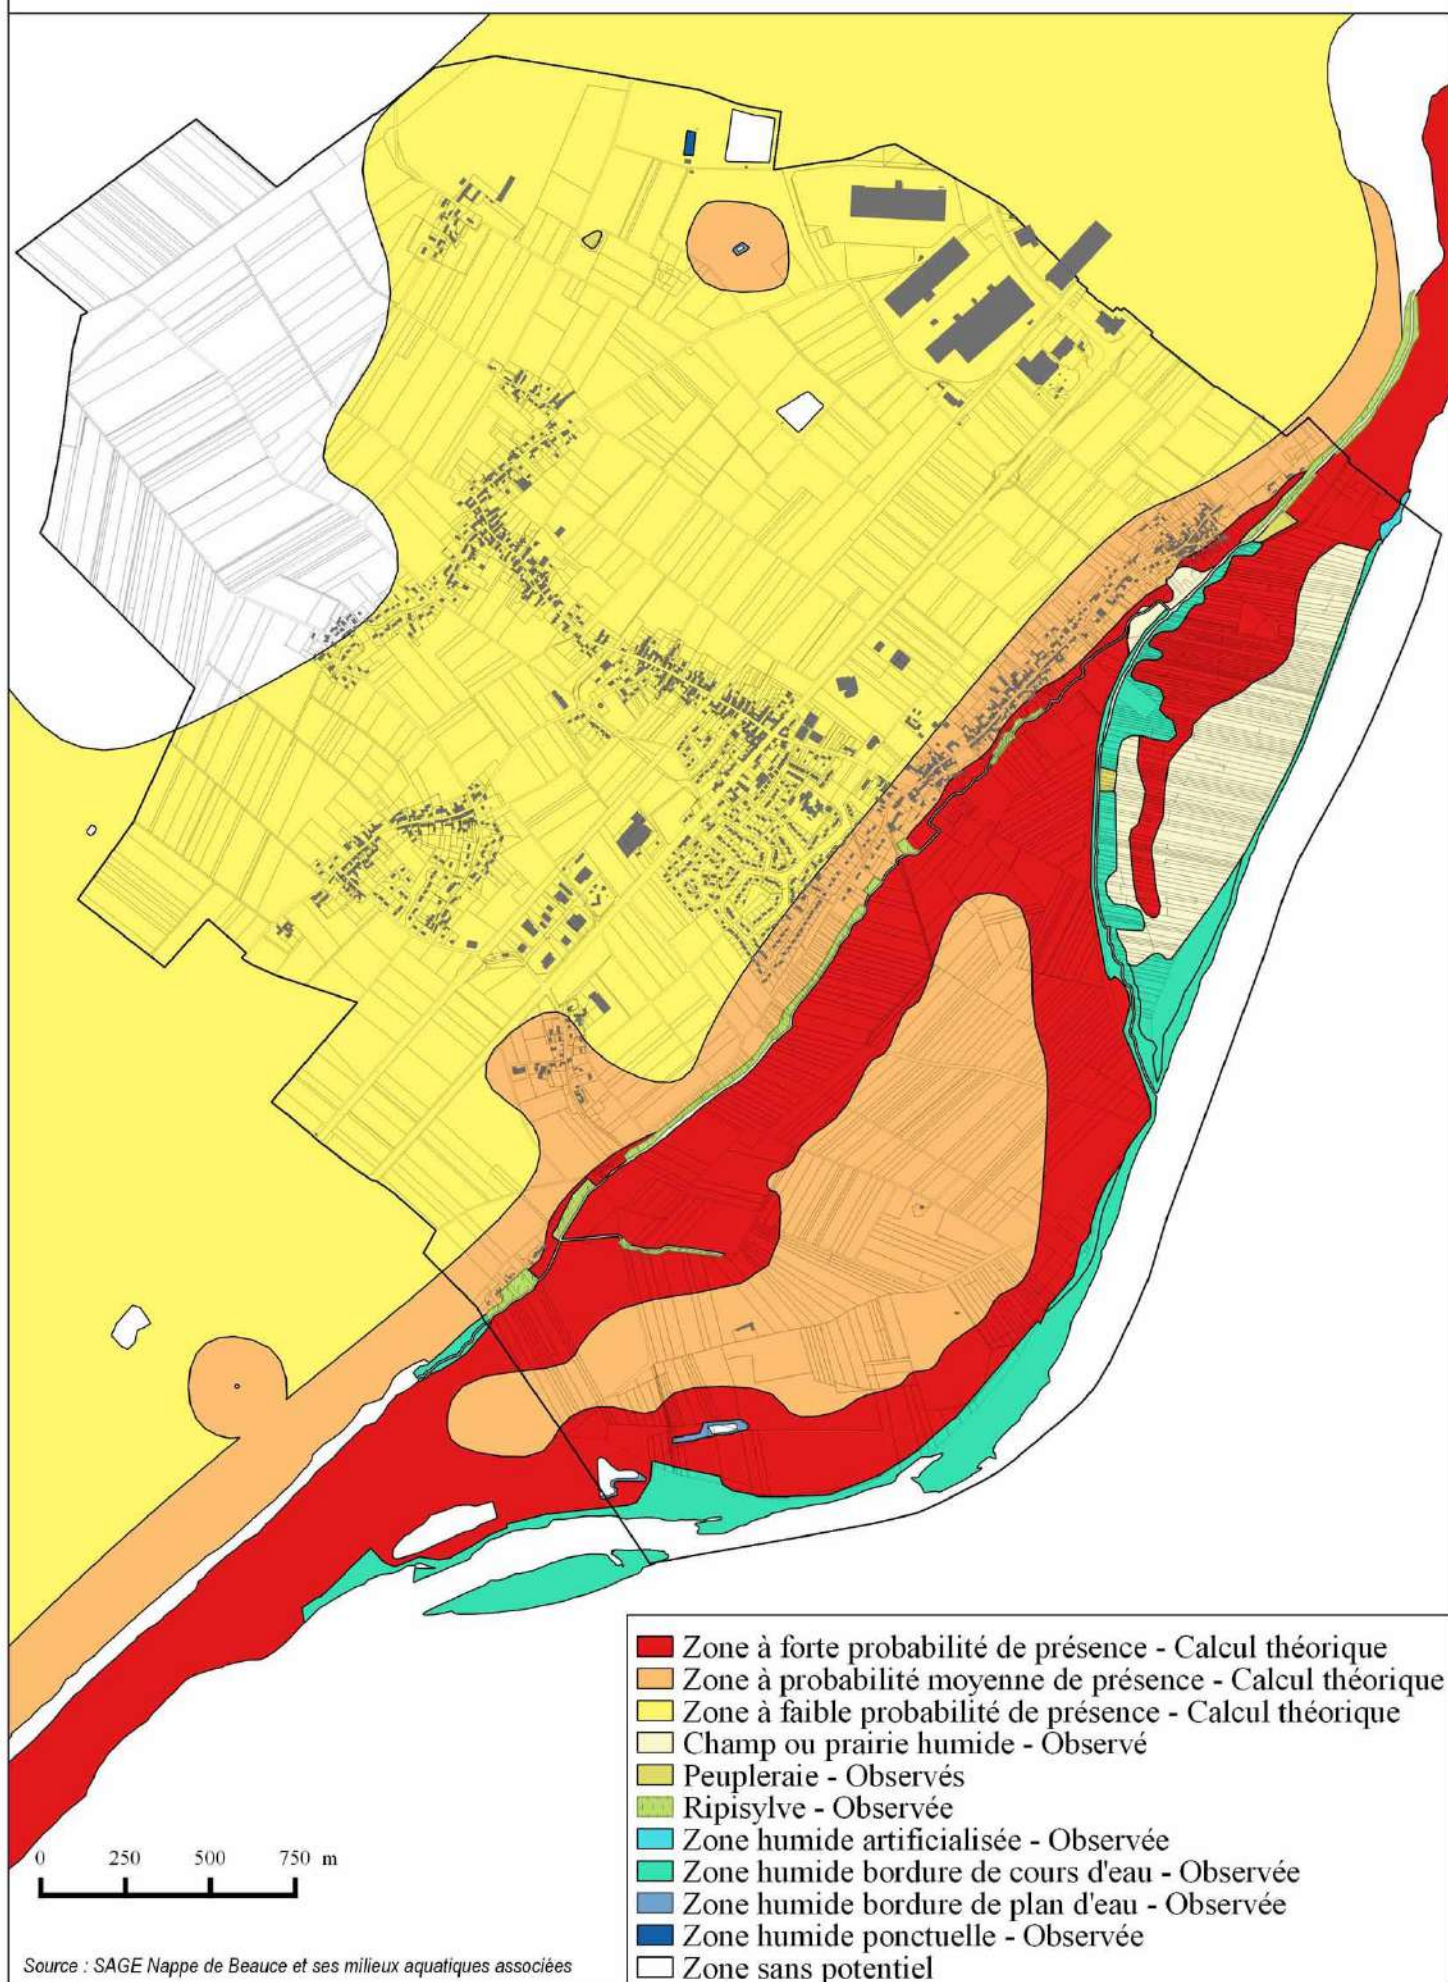 Zone à forte probabilité de présence - Calcul théorique
Zone à probabilité moyenne de présence - Calcul théorique
Zone à faible probabilité de présence - Calcul théorique
Champ ou prairie humide - Observé
Peupleraie - Observés
Ripisylve - Observée
Zone humide artificialisée - Observée
Zone humide bordure de cours d'eau - Observée
Zone humide bordure de plan d'eau - Observée
Zone humide ponctuelle - Observée
Zone sans potentiel
0 250 500 750 m
Source : SAGE Nappe de Beauce et ses milieux aquatiques associées